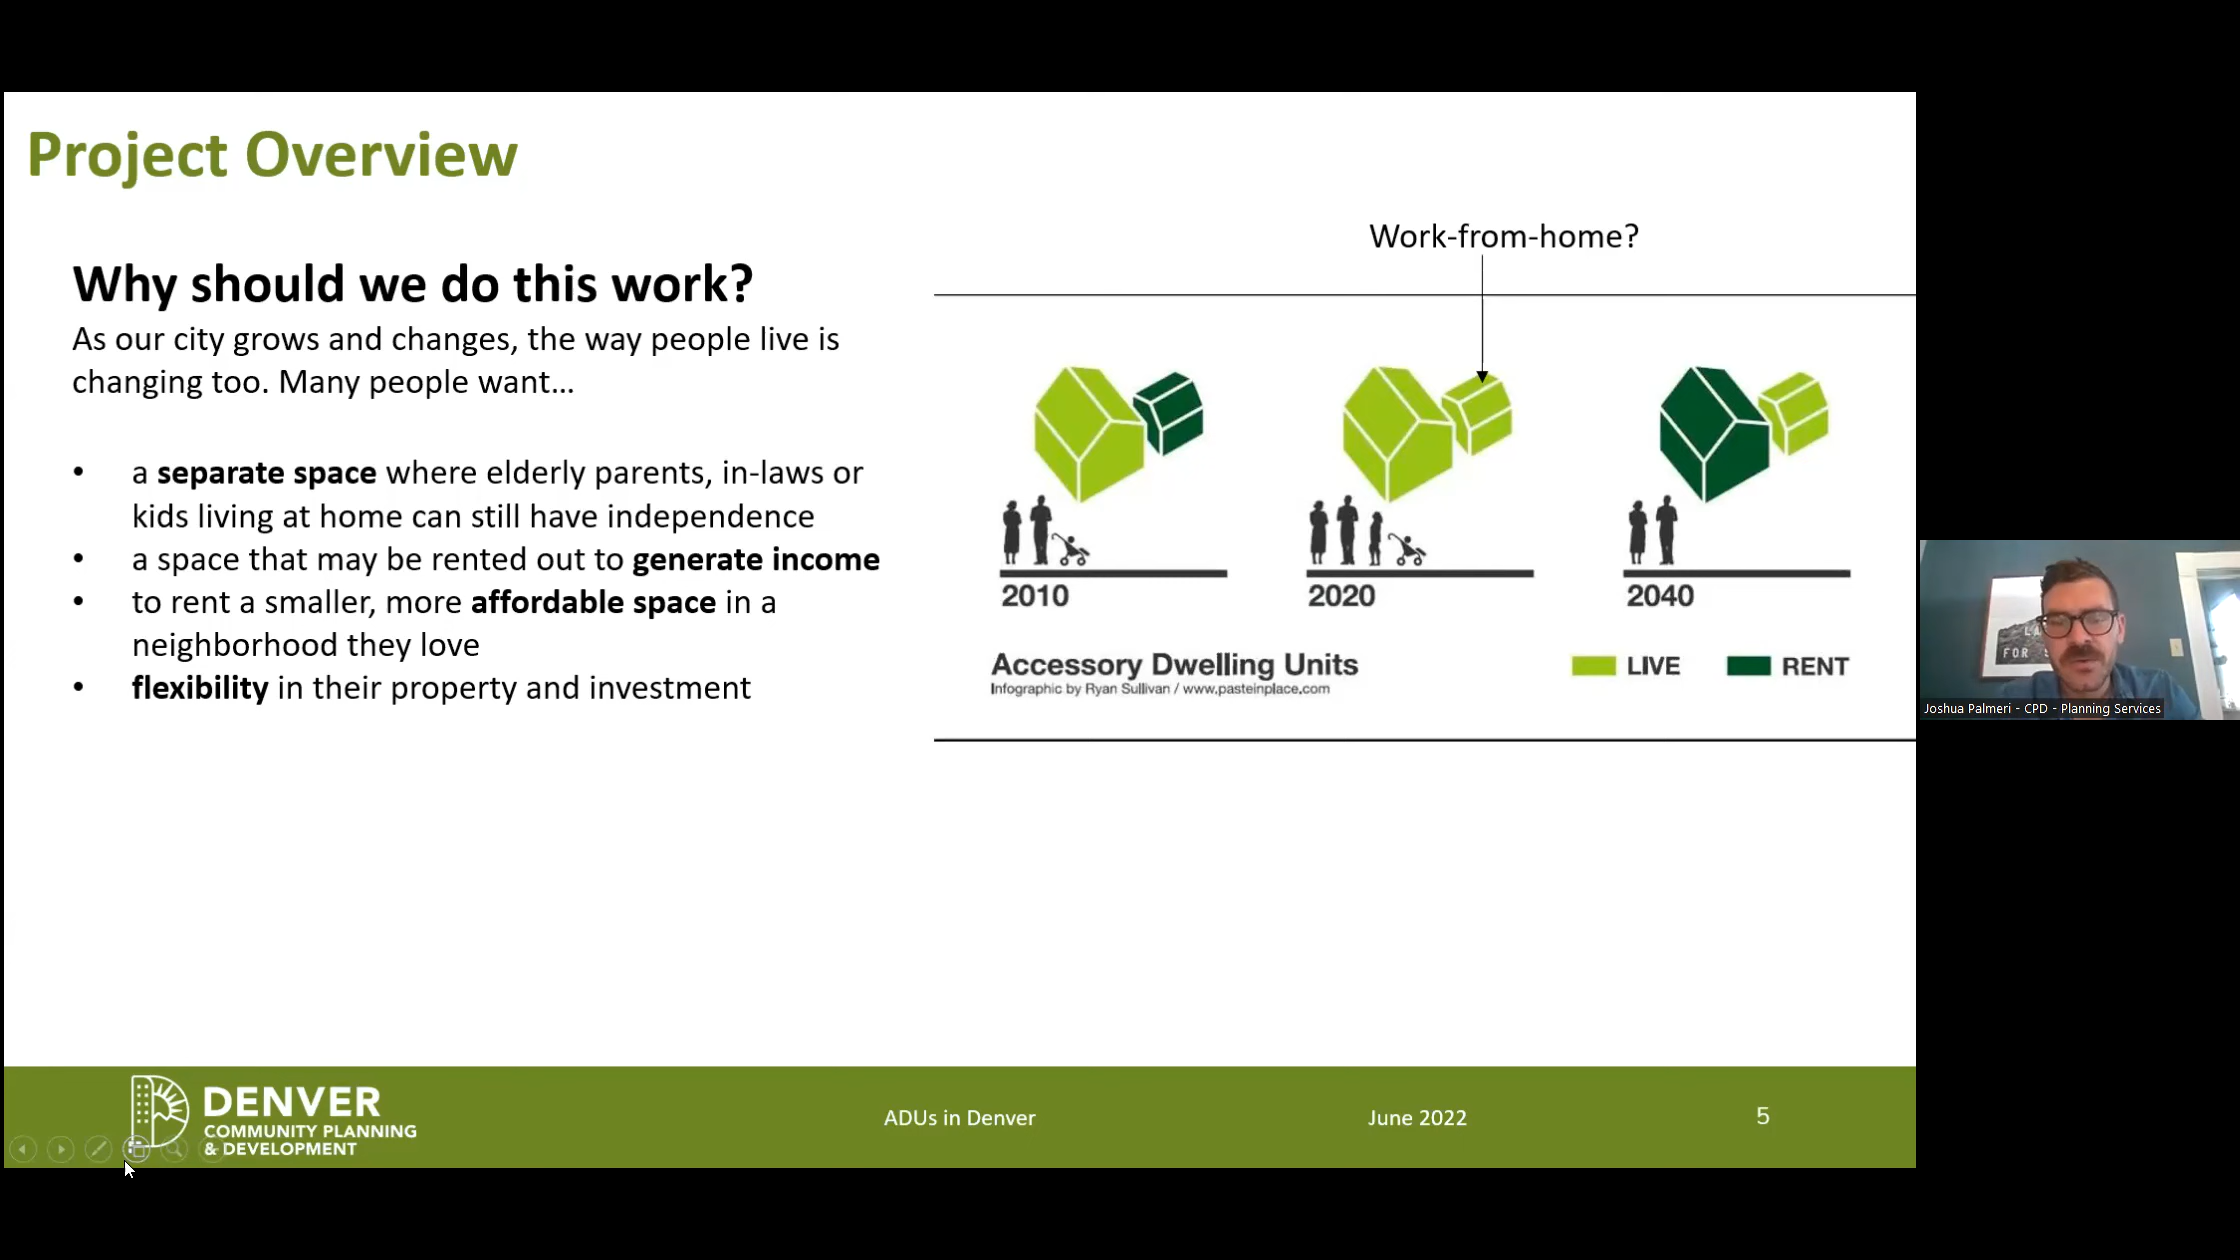 Project Overview
Why should we do this work?
As our city grows and changes, the way people live is
changing too. Many people want...
• a separate space where elderly parents, in-laws or
kids living at home can still have independence
• a space that may be rented out to generate income
• to rent a smaller, more affordable space in a
neighborhood they love
• flexibility in their property and investment
Work-from-home?
2010
2020
2040
Accessory Dwelling Units
Infographic by Ryan Sullivan / www.pasteinplace.com
LIVE
RENT
FOR
Joshua Palmeri - CPD - Planning Services
DENVER
COMMUNITY PLANNING
& DEVELOPMENT
ADUs in Denver
June 2022
5